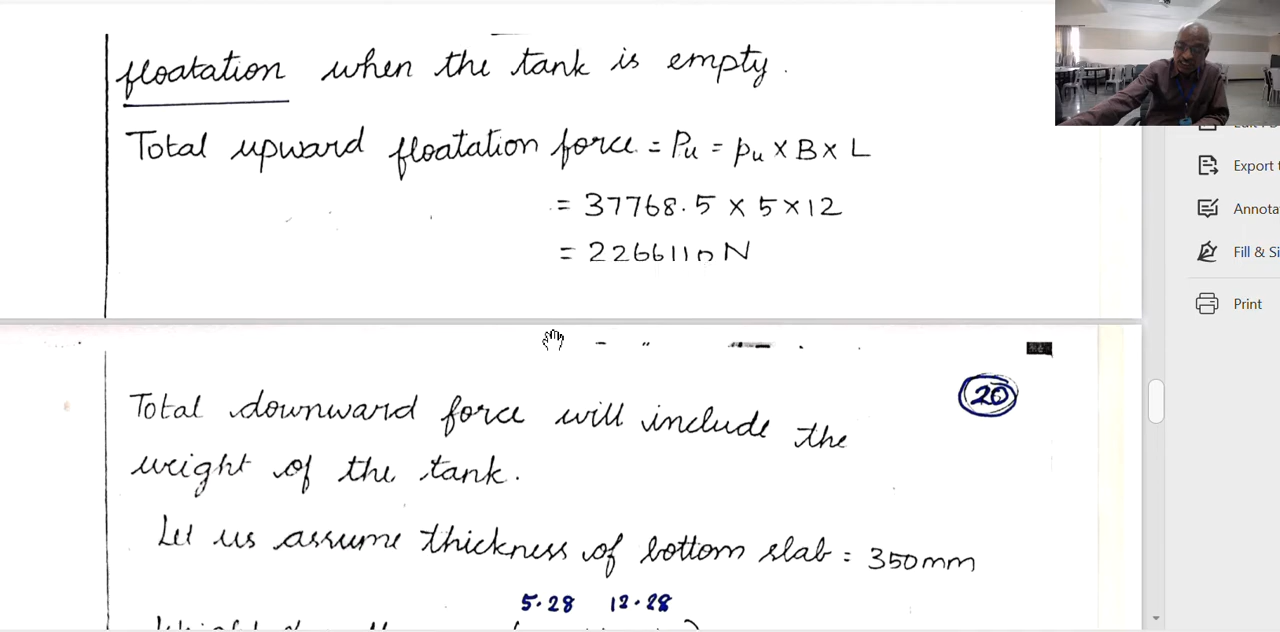 floatation when the tank is empty.
Total upward floatation force = Pu = pu × B × L
= 37768.5 × 5 × 12
= 2266110 N
Export t
Annota
Fill & Si
Print
20
Total downward force will include the
weight of the tank.
Let us assume thickness of bottom slab = 350mm
5.28 12.28